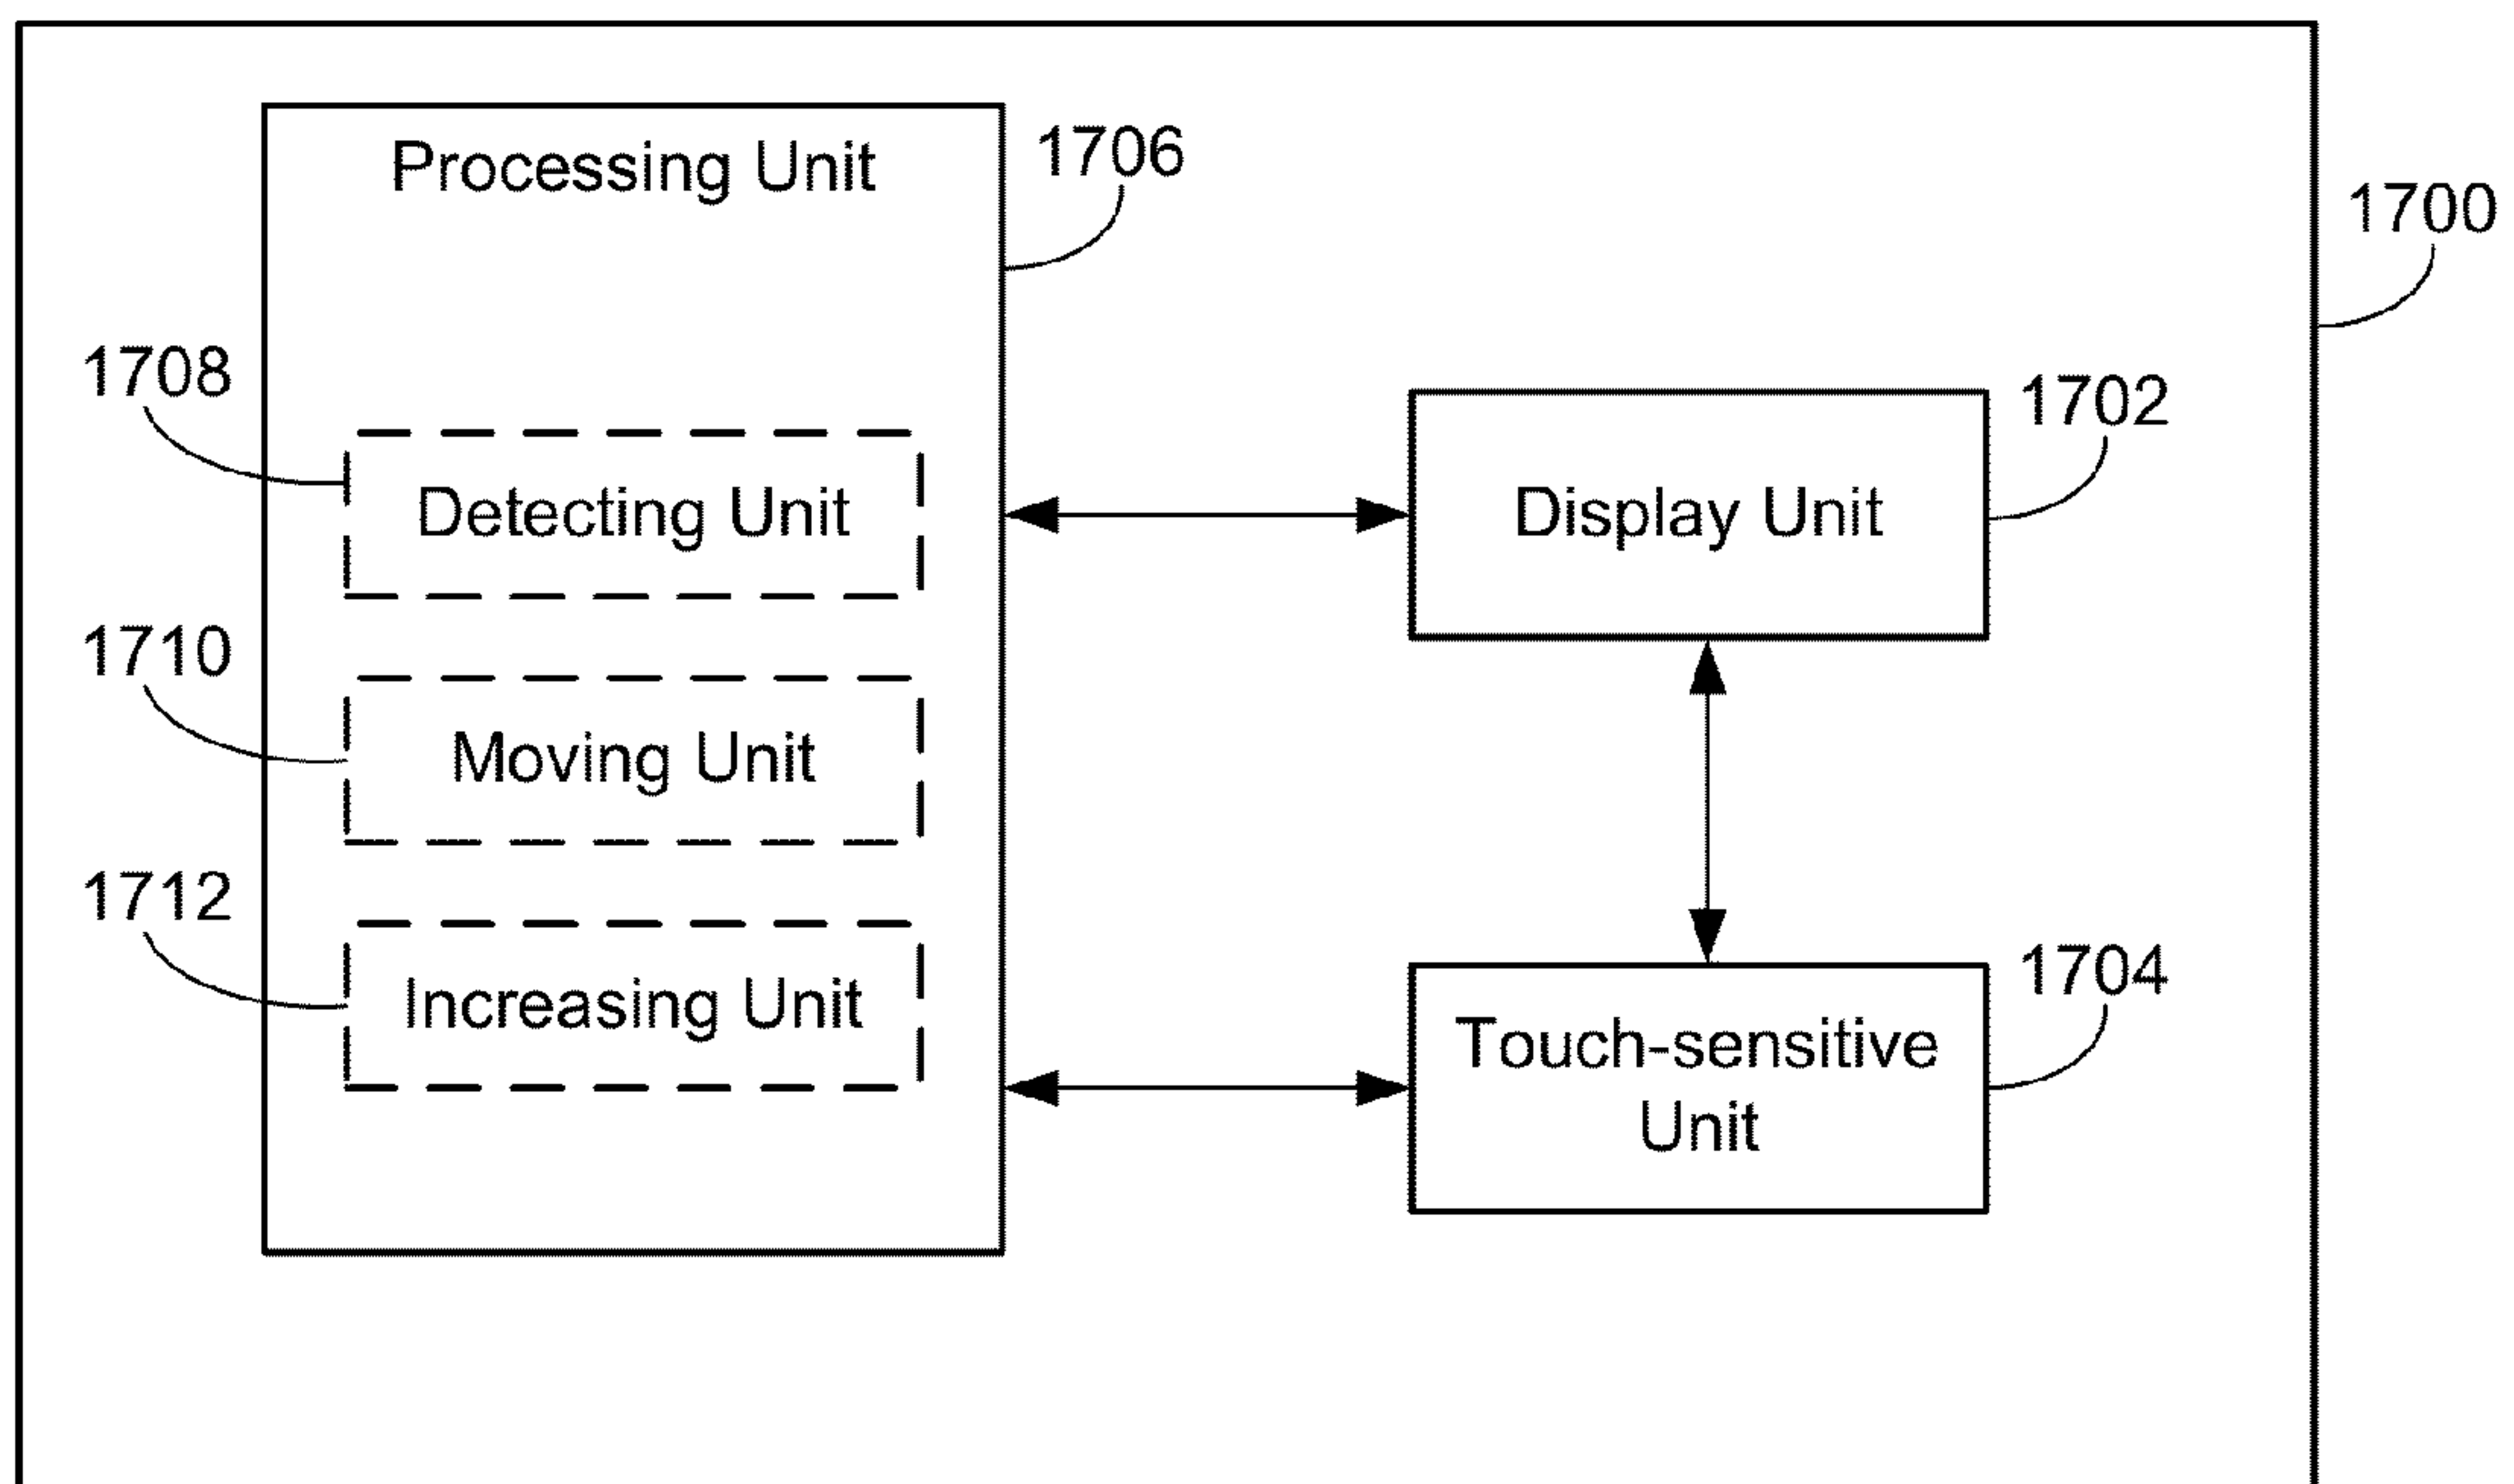 Processing Unit
1706
1700
1708
Detecting Unit
1702
Display Unit
1710
Moving Unit
1712
Increasing Unit
1704
Touch-sensitive
Unit